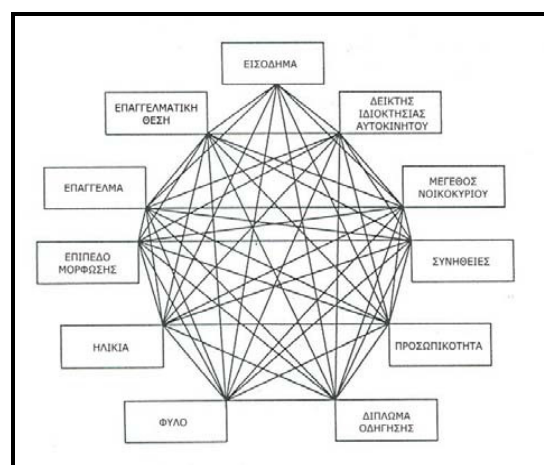 ΕΙΣΟΔΗΜΑ
ΕΠΑΓΓΕΛΜΑΤΙΚΗ
ΘΕΣΗ
ΔΕΙΚΤΗΣ
ΙΔΙΟΚΤΗΣΙΑΣ
ΑΥΤΟΚΙΝΗΤΟΥ
ΕΠΑΓΓΕΛΜΑ
ΜΕΓΕΘΟΣ
ΝΟΙΚΟΚΥΡΙΟΥ
ΕΠΙΠΕΔΟ
ΜΟΡΦΩΣΗΣ
ΣΥΝΗΘΕΙΕΣ
ΗΛΙΚΙΑ
ΠΡΟΣΩΠΙΚΟΤΗΤΑ
ΦΥΛΟ
ΔΙΠΛΩΜΑ
ΟΔΗΓΗΣΗΣ